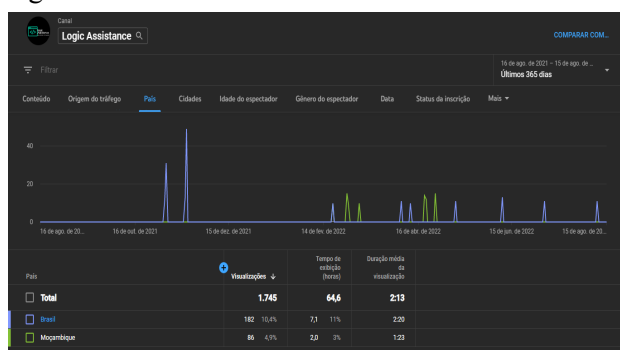 Canal
Logic Assistance
COMPARAR COM...
Filtrar
16 de ago. de 2021 – 15 de ago. de ...
Últimos 365 dias
Conteúdo Origem do tráfego País Cidades Idade do espectador Gênero do espectador Data Status da inscrição Mais
40
20
0
16 de ago. de 20... 16 de out. de 2021 15 de dez. de 2021 14 de fev. de 2022 16 de abr. de 2022 15 de jun. de 2022 15 de ago. de 20...
País
Visualizações
Tempo de
exibição
(horas)
Duração média
da
visualização
Total 1.745 64,6 2:13
Brasil 182 10,4% 7,1 11% 2:20
Moçambique 86 4,9% 2,0 3% 1:23